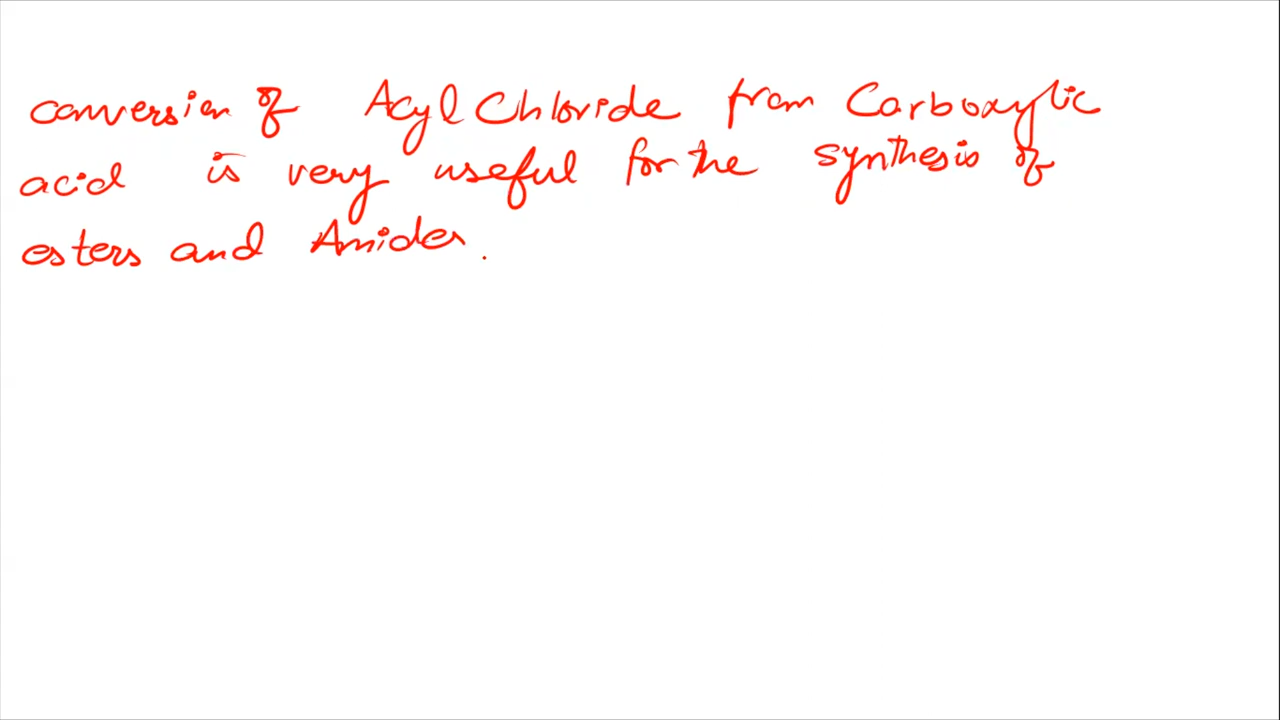 conversion of Acyl Chloride from Carboxylic
acid is very useful for the synthesis of
esters and Amides.